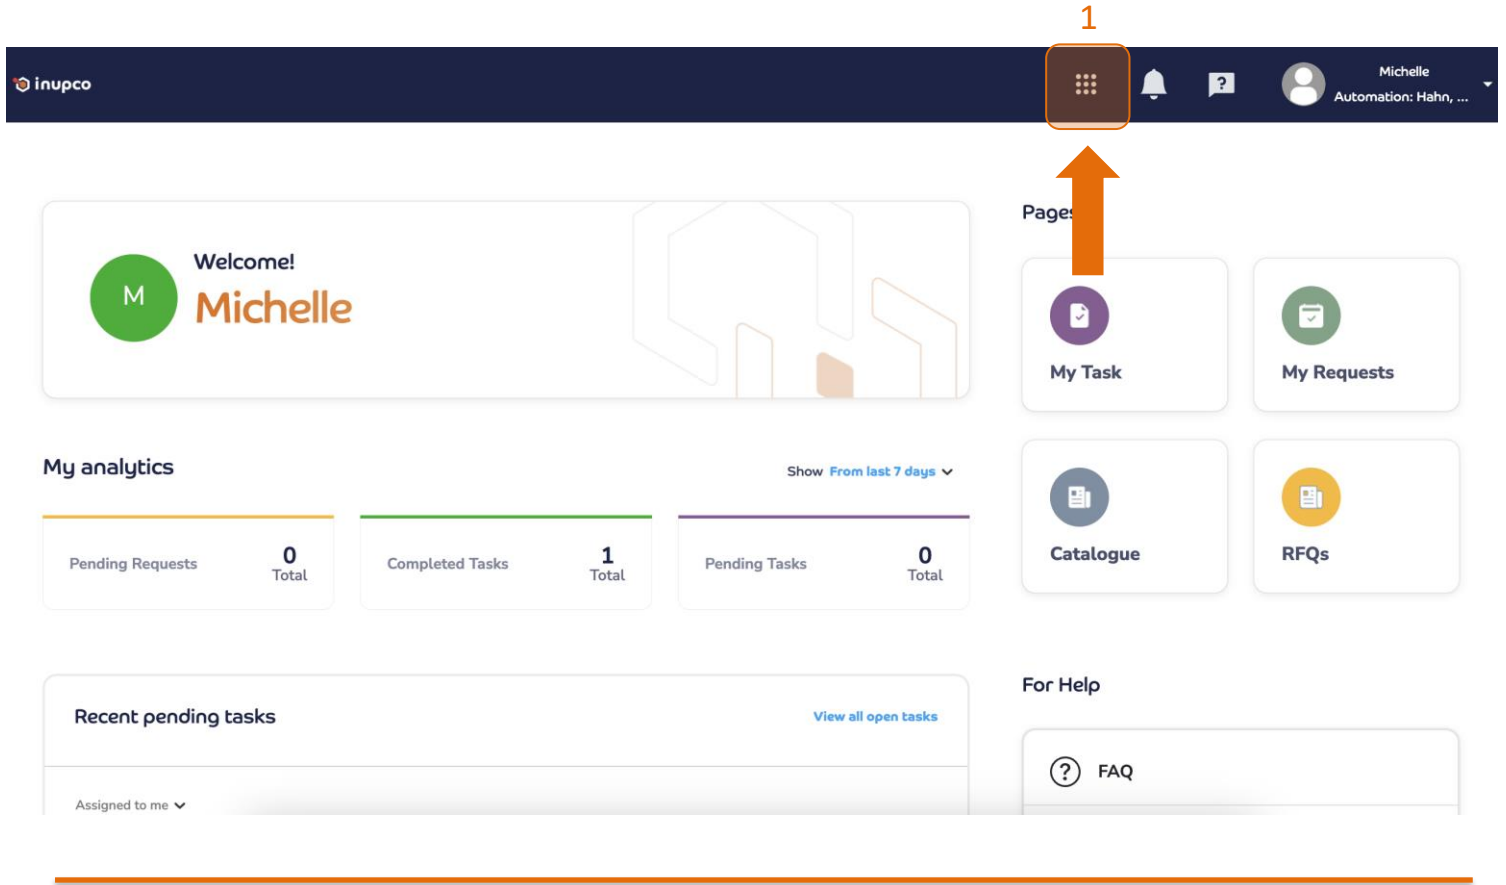 1
inupco
Michelle
Automation: Hahn, ...
Welcome!
M
Michelle
Pages
My Task
My Requests
My analytics
Show From last 7 days
Pending Requests
0
Total
Completed Tasks
1
Total
Pending Tasks
0
Total
Catalogue
RFQs
Recent pending tasks
View all open tasks
Assigned to me
For Help
? FAQ